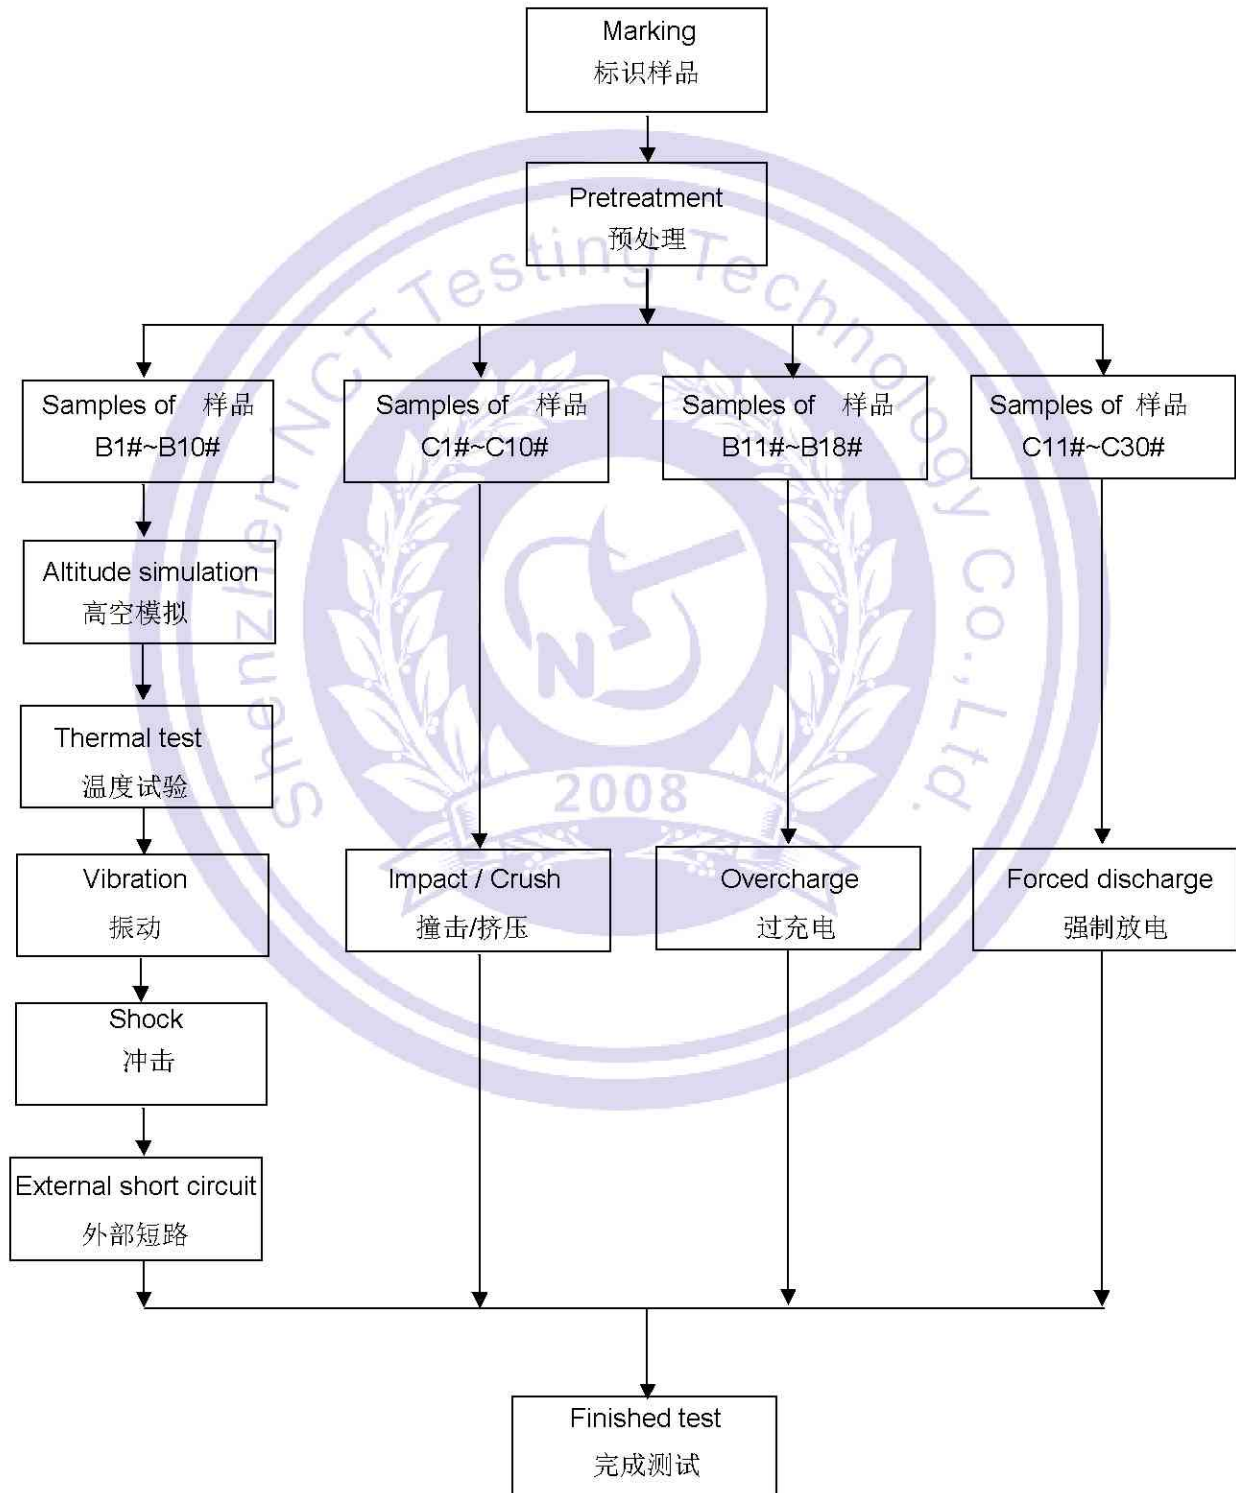 Marking
标识样品
Pretreatment
预处理
Samples of 样品
B1#~B10#
Samples of 样品
C1#~C10#
Samples of 样品
B11#~B18#
Samples of 样品
C11#~C30#
Altitude simulation
高空模拟
Thermal test
温度试验
Vibration
振动
Impact / Crush
撞击/挤压
Overcharge
过充电
Forced discharge
强制放电
Shock
冲击
External short circuit
外部短路
Finished test
完成测试
Shenzhen NCT Testing Technology Co.,Ltd.
N
2008